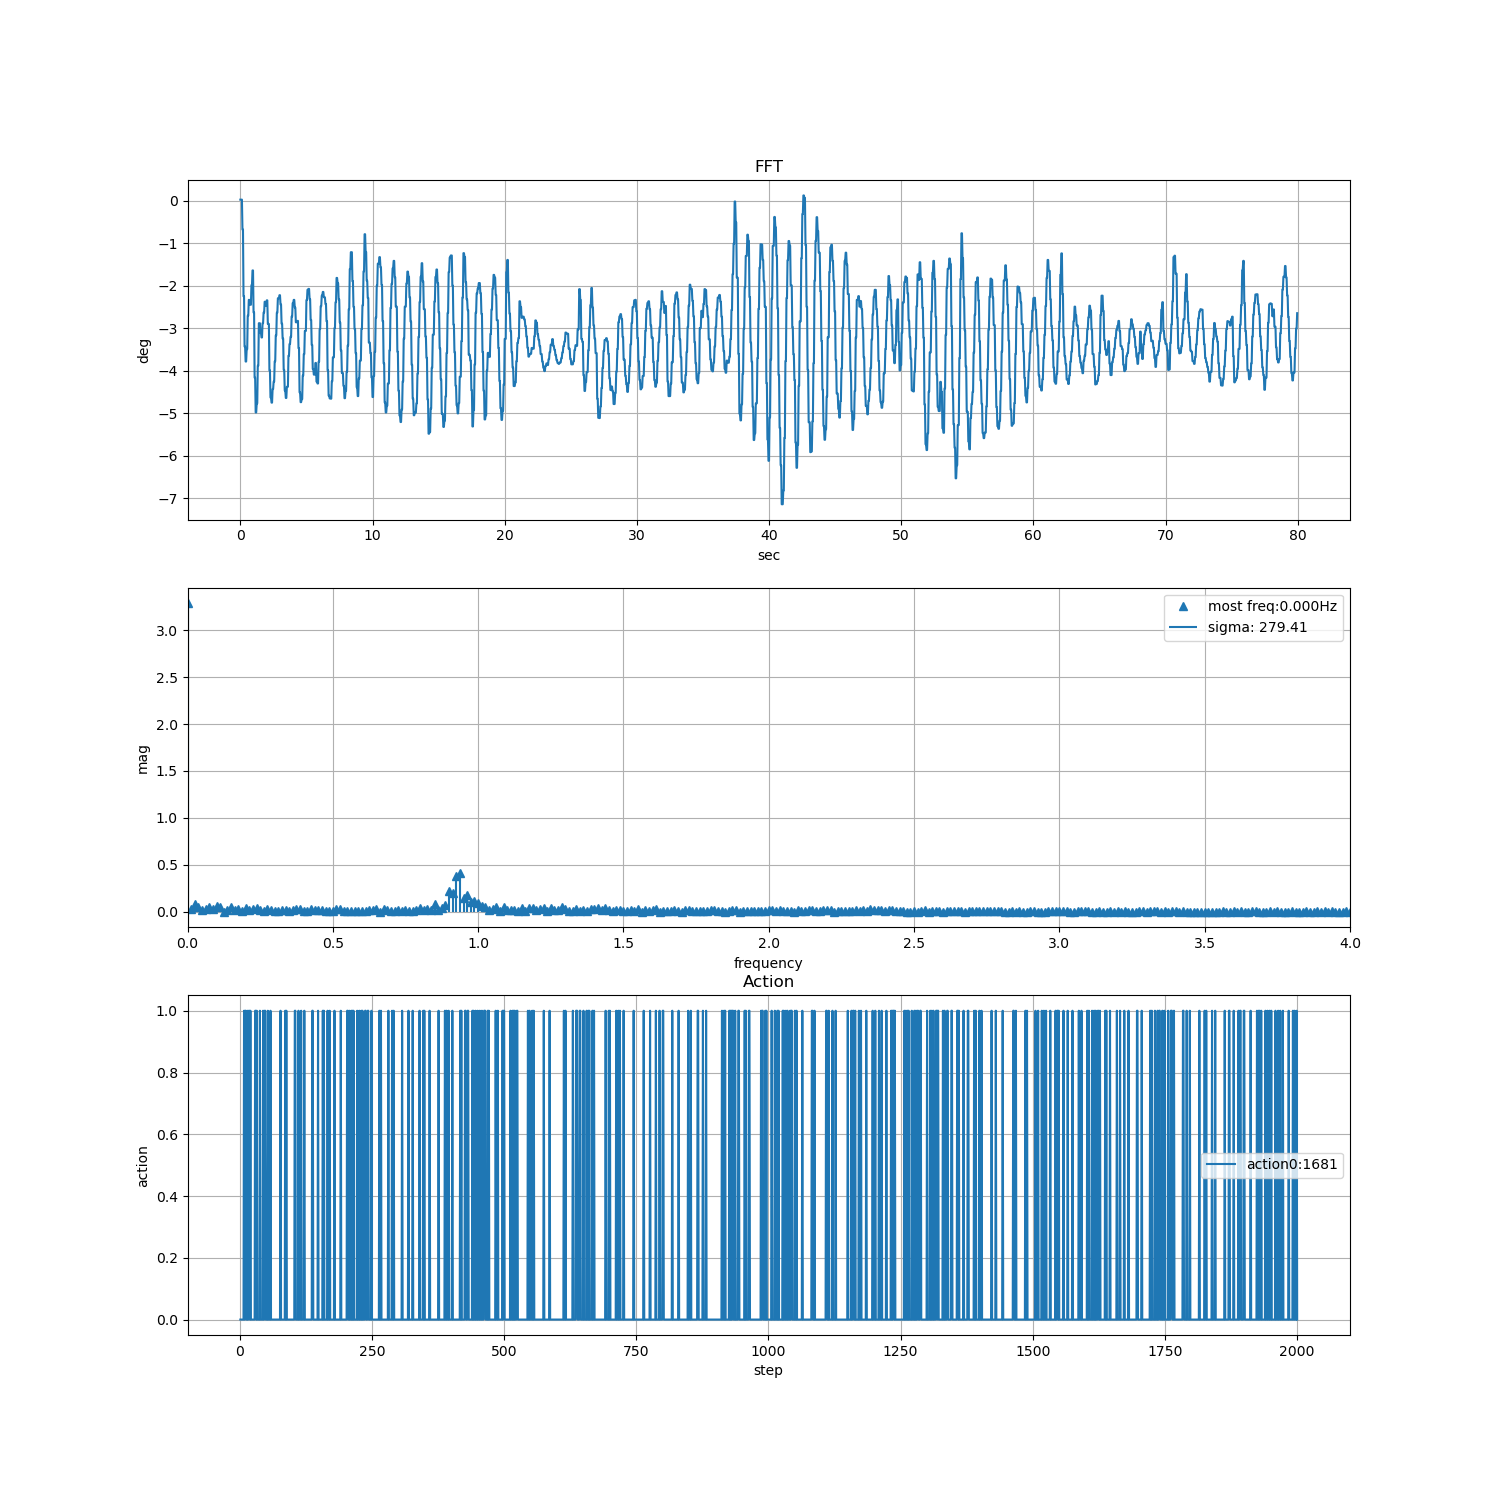 FFT
0
−1
−2
−3
−4
−5
−6
−7
deg
0 10 20 30 40 50 60 70 80
sec
most freq:0.000Hz
sigma: 279.41
3.0
2.5
2.0
1.5
1.0
0.5
0.0
mag
0.0 0.5 1.0 1.5 2.0 2.5 3.0 3.5 4.0
frequency
Action
1.0
0.8
0.6
0.4
0.2
0.0
action
action0:1681
0 250 500 750 1000 1250 1500 1750 2000
step